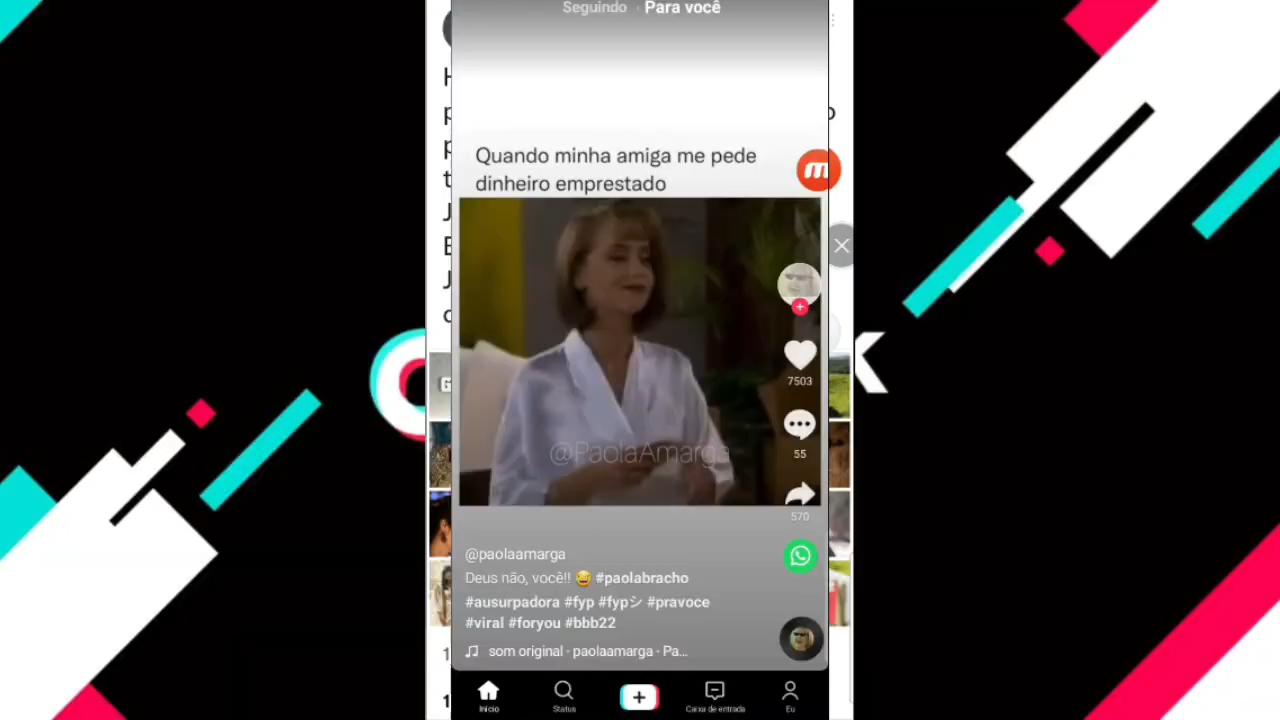 Seguindo
Para você
Quando minha amiga me pede
dinheiro emprestado
@PaolaAmarga
7503
55
570
@paolaamarga
Deus não, você!! 😂 #paolabracho
#ausurpadora #fyp #fypシ #pravoce
#viral #foryou #bbb22
som original - paolaamarga - Pa...
Início
Status
Caixa de entrada
Eu